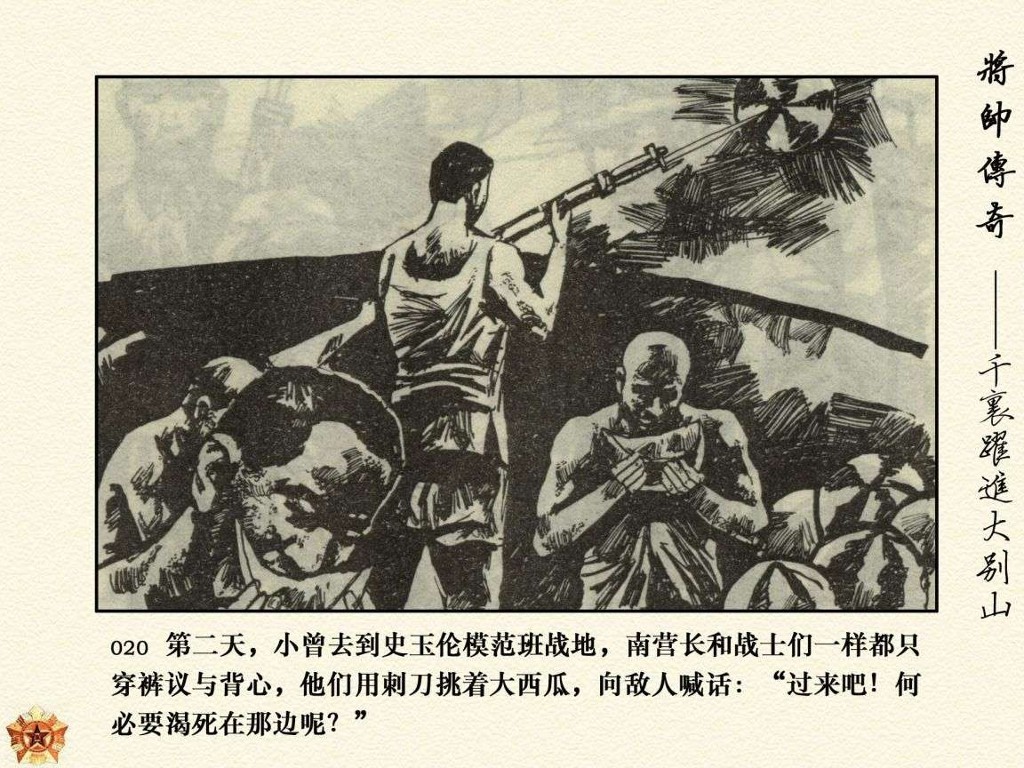 將帥傳奇——千裏躍進大别山
020 第二天，小曾去到史玉伦模范班战地，南营长和战士们一样都只
穿裤议与背心，他们用刺刀挑着大西瓜，向敌人喊话：“过来吧！何
必要渴死在那边呢？”